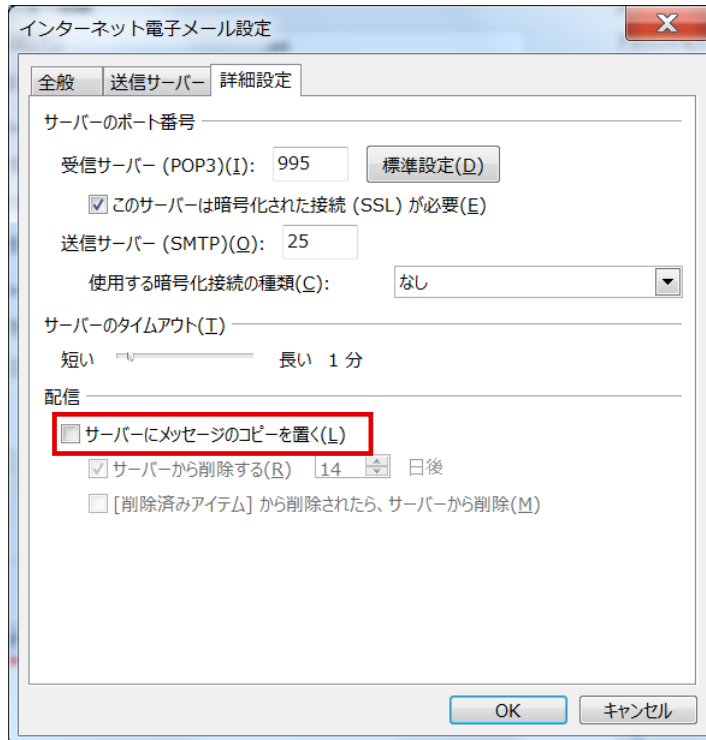 インターネット電子メール設定
全般 送信サーバー 詳細設定
サーバーのポート番号
受信サーバー (POP3)(I): 995 標準設定(D)
このサーバーは暗号化された接続 (SSL) が必要(E)
送信サーバー (SMTP)(O): 25
使用する暗号化接続の種類(C): なし
サーバーのタイムアウト(T)
短い 長い 1 分
配信
サーバーにメッセージのコピーを置く(L)
サーバーから削除する(R) 14 日後
[削除済みアイテム] から削除されたら、サーバーから削除(M)
OK キャンセル